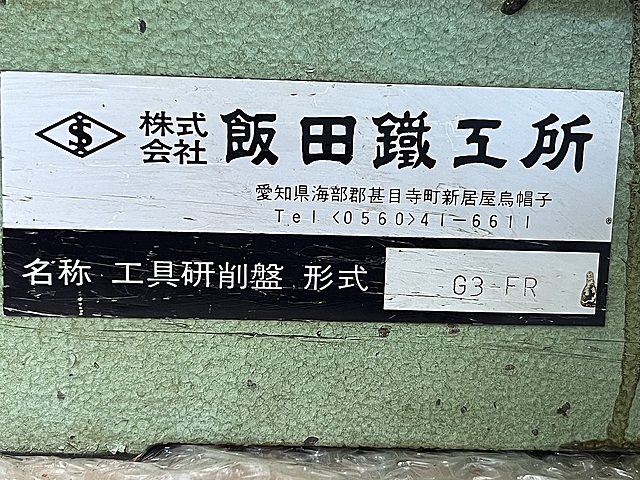 株式会社 飯田鐵工所
愛知県海部郡甚目寺町新居屋烏帽子
Tel<0560>41-6611
名称 工具研削盤 形式 G3-FR